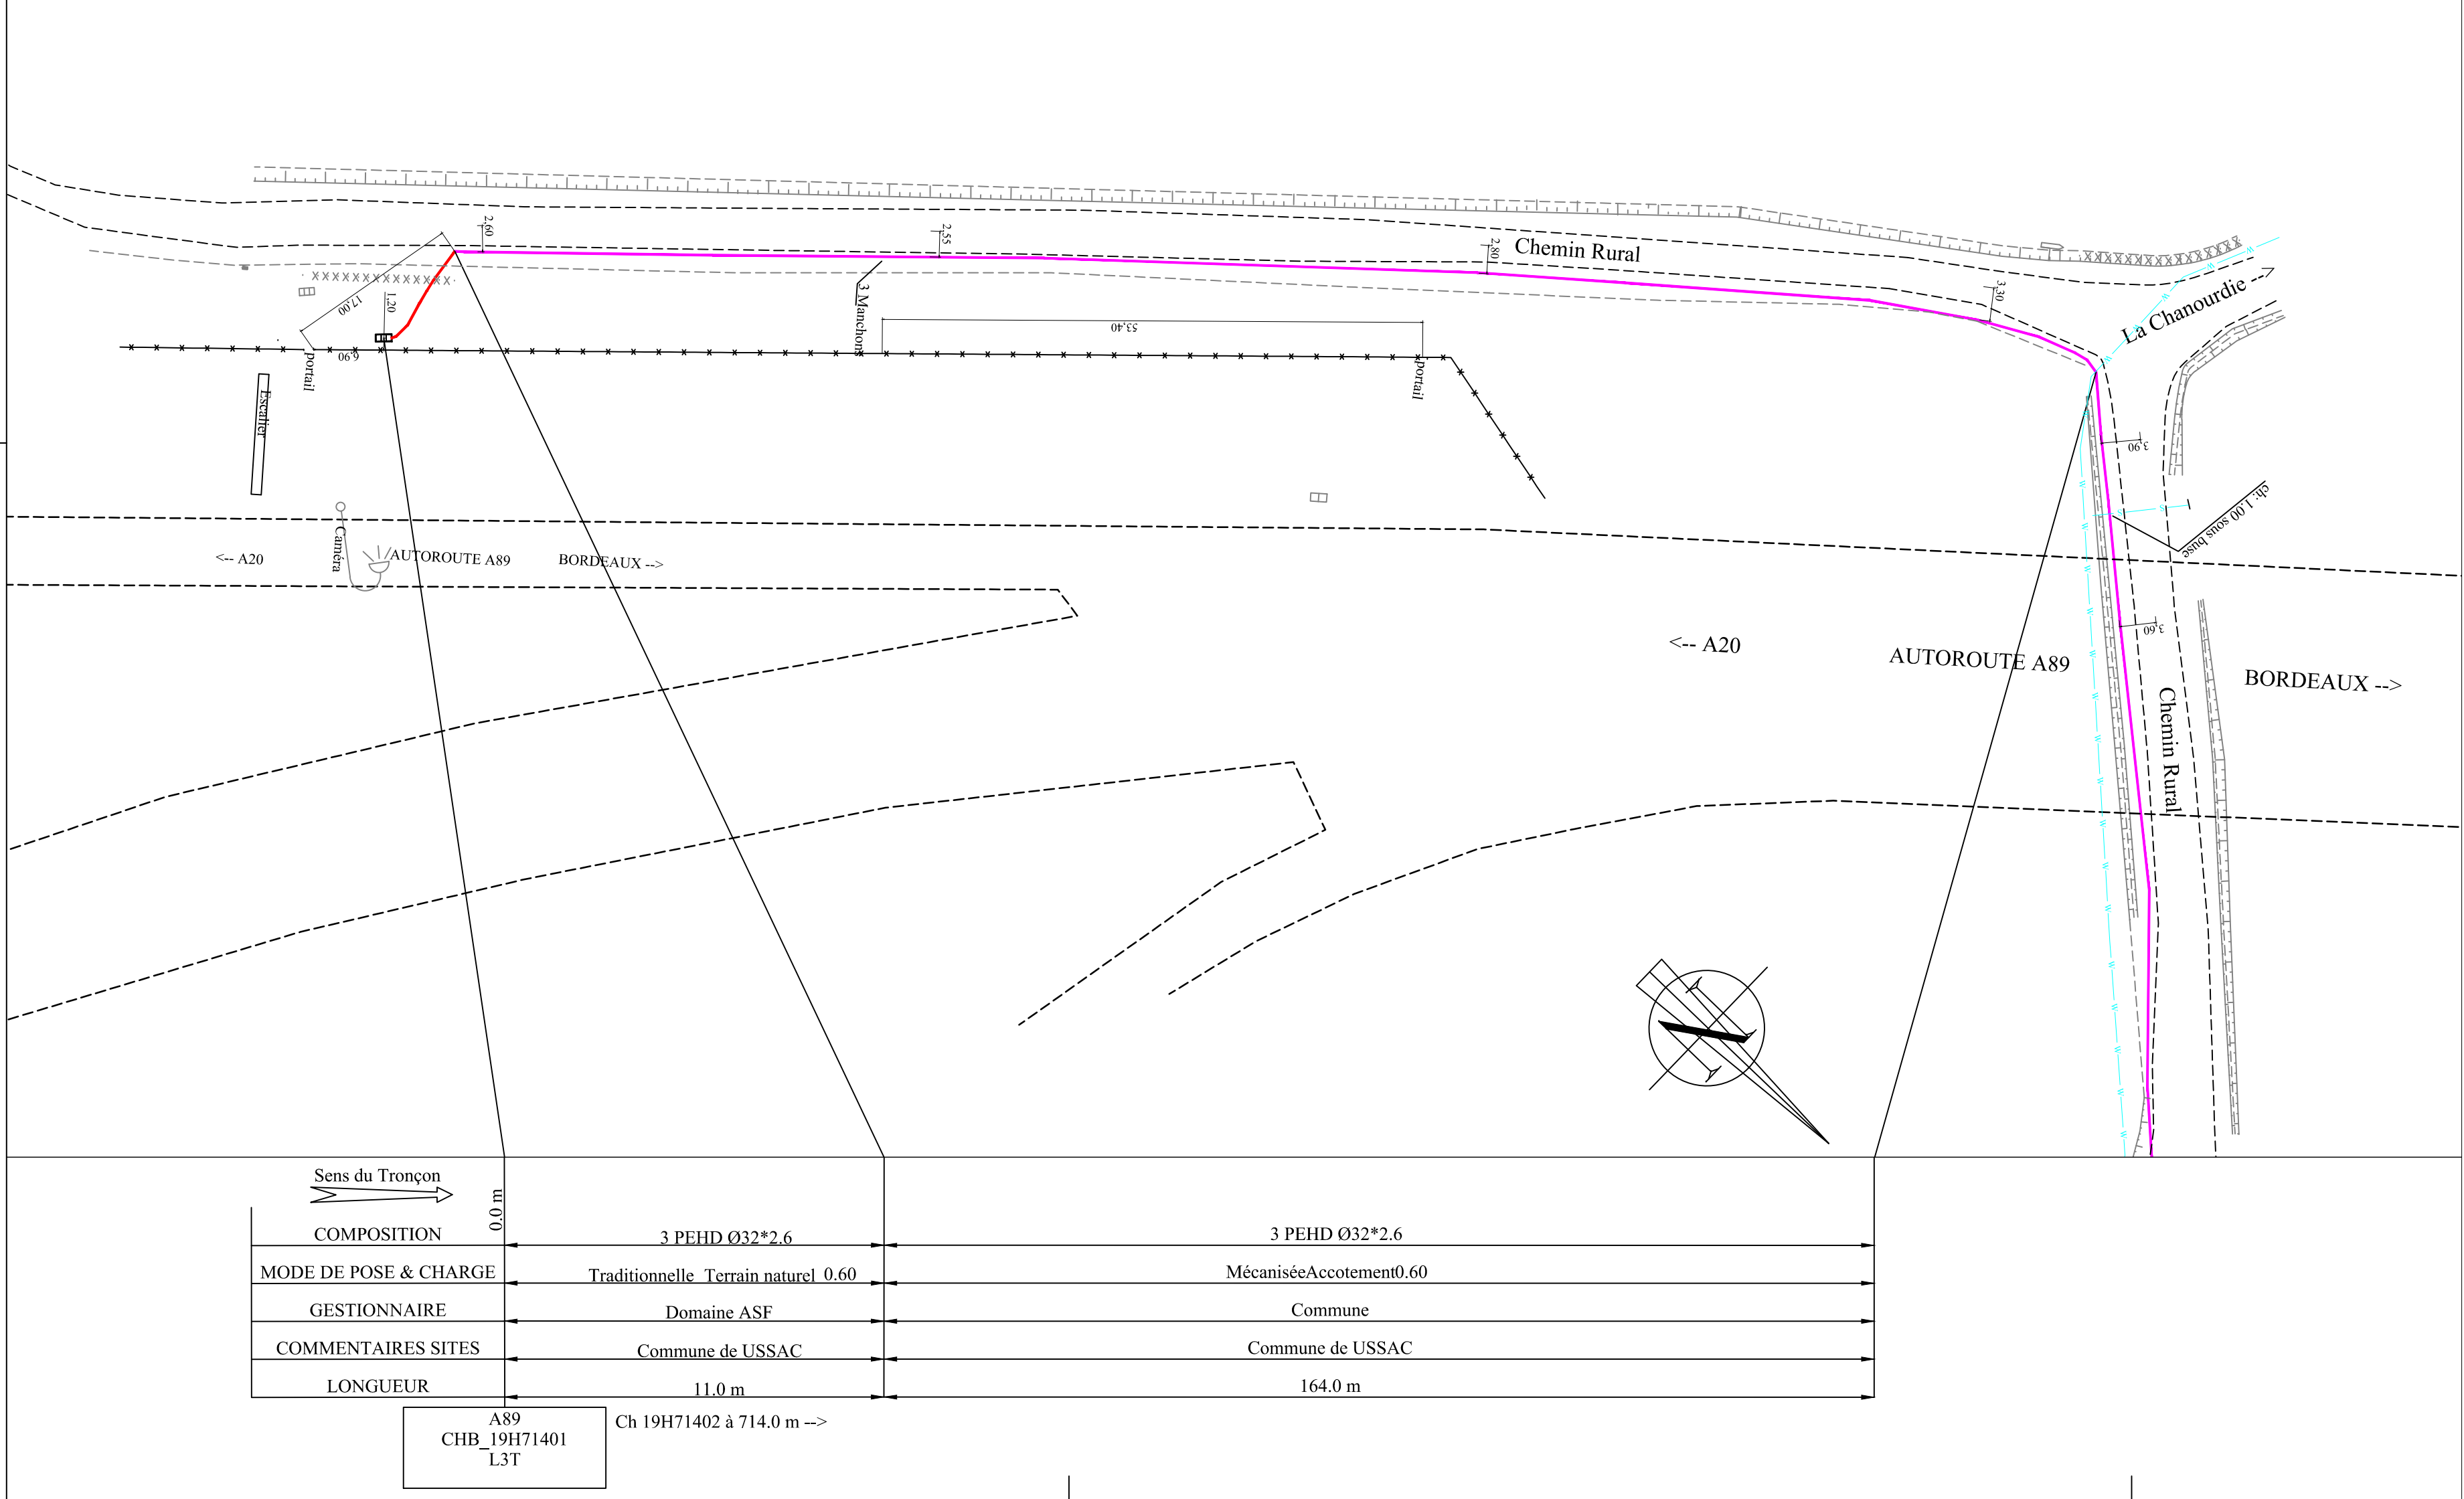 2,60
2,55
2,80
Chemin Rural
3,30
La Chanourdie -->
17,00
1,20
3 Manchons
53,40
6,90
portail
portail
Escalier
3,90
ch: 1,00 sous buse
<-- A20
Caméra
AUTOROUTE A89
BORDEAUX -->
3,60
<-- A20
AUTOROUTE A89
BORDEAUX -->
Chemin Rural
Sens du Tronçon
0.0 m
COMPOSITION
3 PEHD Ø32*2.6
3 PEHD Ø32*2.6
MODE DE POSE & CHARGE
Traditionnelle Terrain naturel 0.60
MécaniséeAccotement0.60
GESTIONNAIRE
Domaine ASF
Commune
COMMENTAIRES SITES
Commune de USSAC
Commune de USSAC
LONGUEUR
11.0 m
164.0 m
A89
CHB_19H71401
L3T
Ch 19H71402 à 714.0 m -->